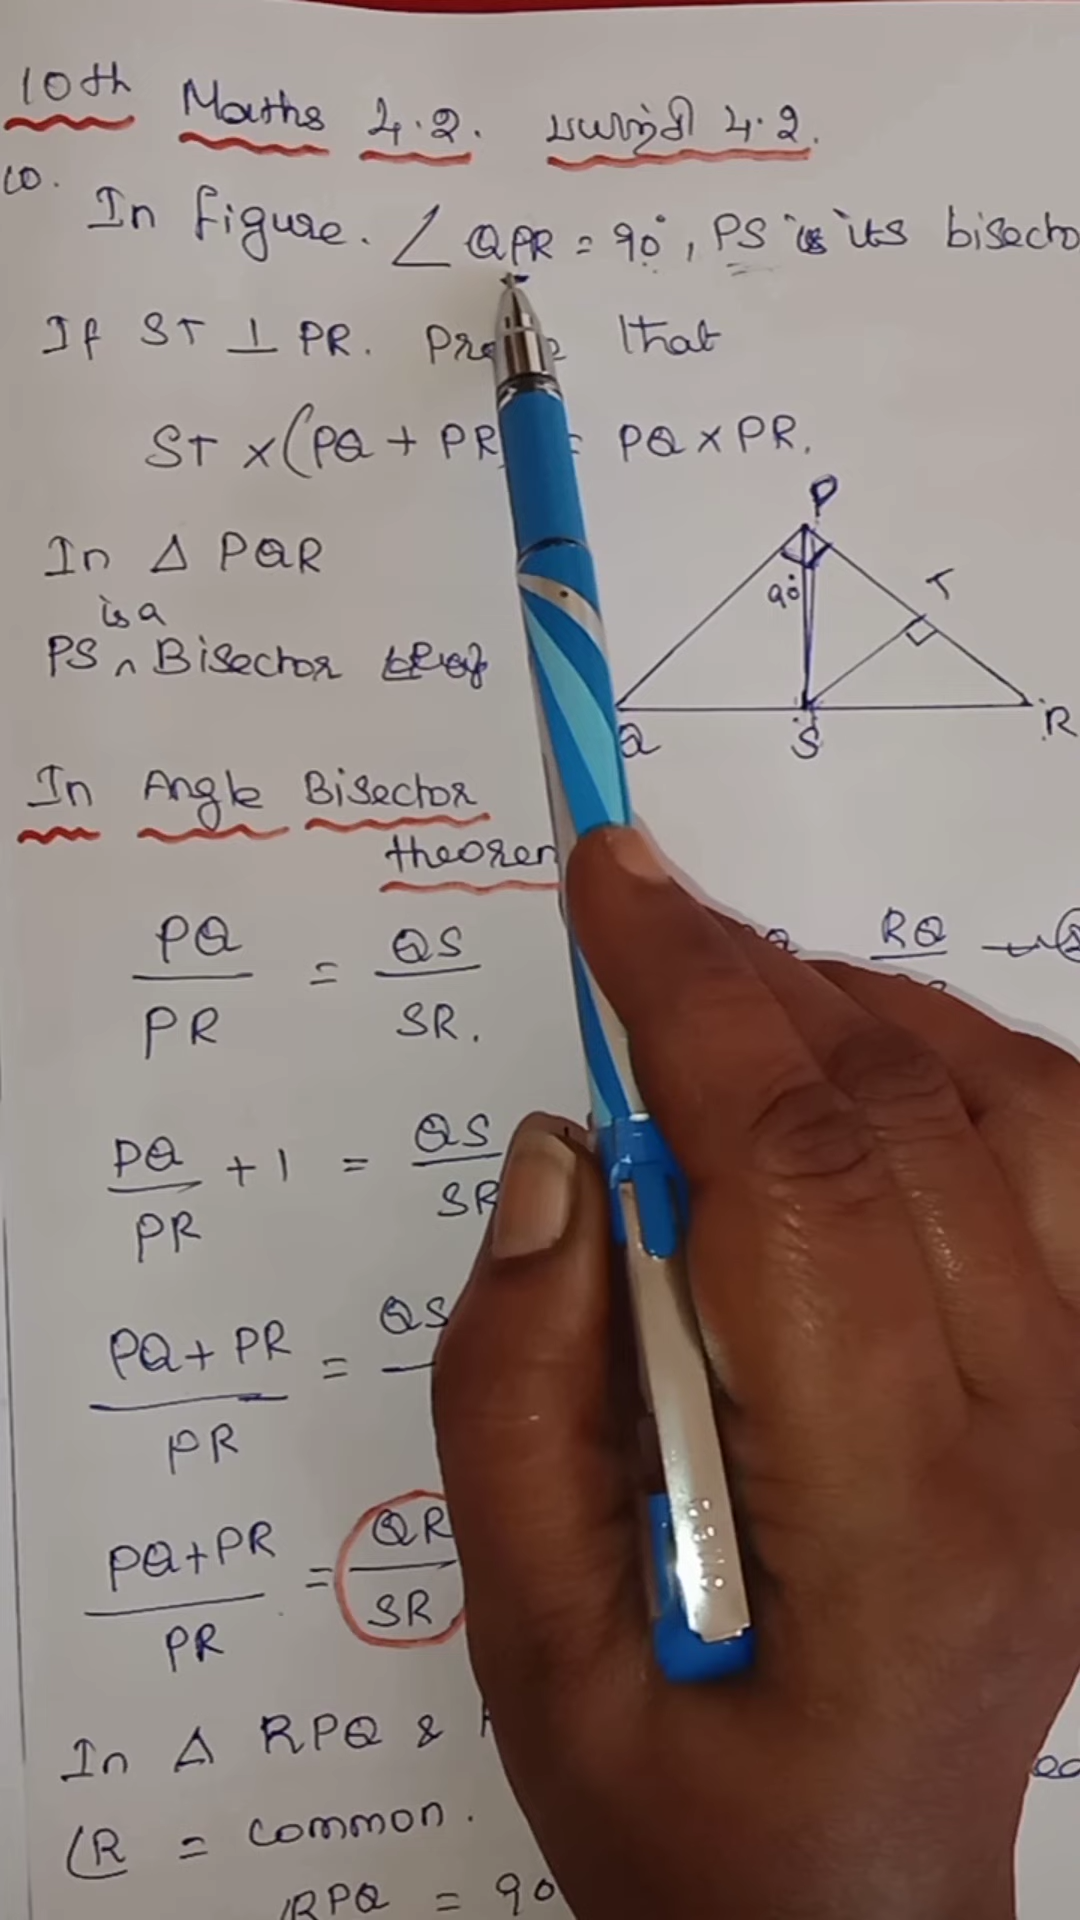 10th Maths 4.2. பயிற்சி 4.2.
10.
In figure. ∠QPR = 90°, PS is its
If ST ⊥ PR. that
ST × (PQ + PR = PQ × PR.
In Δ PQR
is a
PS ^ Bisector
P
90°
T
Q
S
R
In Angle Bisector
PQ/PR = QS/SR.
RQ
PQ/PR + 1 = QS/SR
PQ + PR/PR = QS
PQ+PR/PR = QR/SR
In Δ RPQ &
∠R = common.
∠RPQ = 90